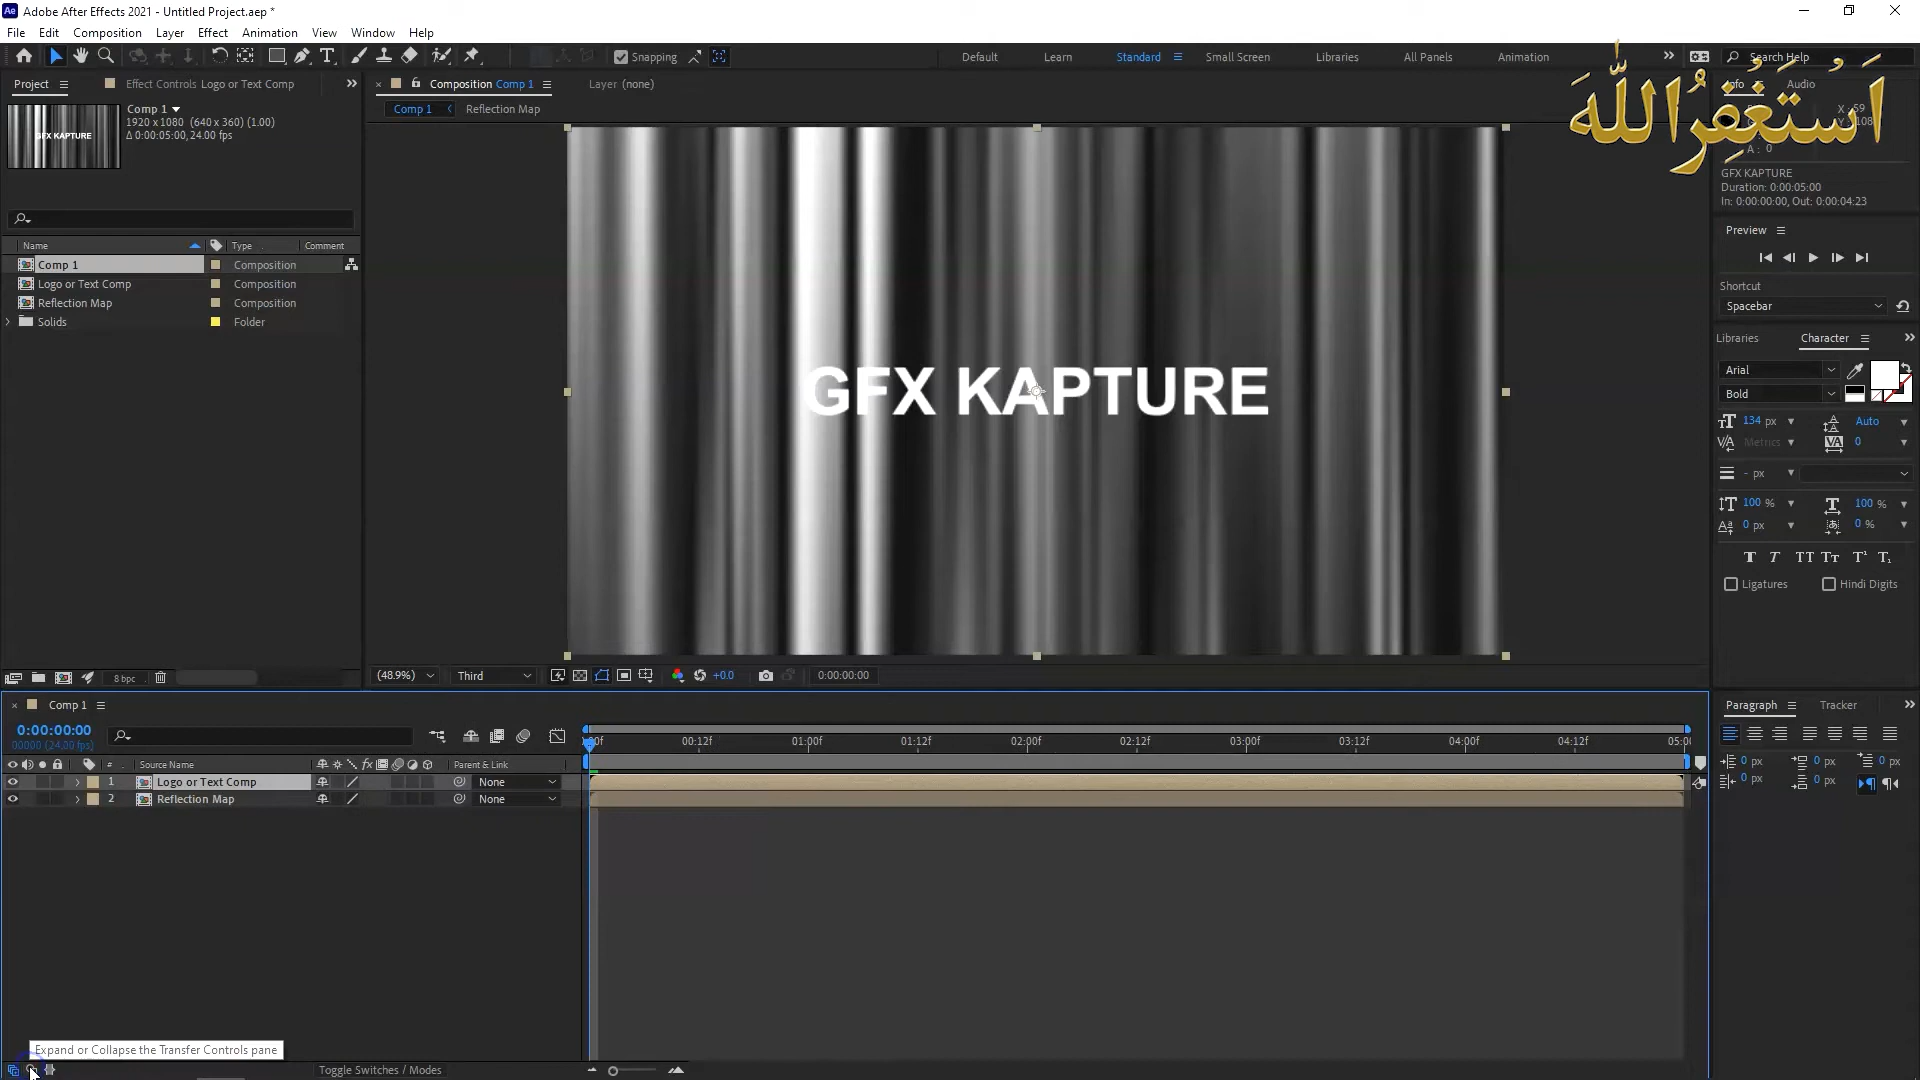 Adobe After Effects 2021 - Untitled Project.aep *
File Edit Composition Layer Effect Animation View Window Help
Snapping
Default Learn Standard Small Screen Libraries All Panels Animation
Search Help
Project
Effect Controls Logo or Text Comp
Composition Comp 1
Layer (none)
Info
Audio
Comp 1
1920 x 1080 (640 x 360) (1.00)
Δ 0:00:05:00, 24.00 fps
Comp 1
Reflection Map
اَسْتَغْفِرُاللّٰهَ
A : 0
GFX KAPTURE
Duration: 0:00:05:00
In: 0:00:00:00, Out: 0:00:04:23
Preview
Shortcut
Spacebar
Name Type Comment
Comp 1 Composition
Logo or Text Comp Composition
Reflection Map Composition
Solids Folder
GFX KAPTURE
Libraries Character
Arial
Bold
134 px Auto
Metrics 0
- px
100 % 100 %
0 px 0 %
Ligatures Hindi Digits
8 bpc
(48.9%) Third +0.0 0:00:00:00
Comp 1
0:00:00:00
00000 (24.00 fps)
00:12f 01:00f 01:12f 02:00f 02:12f 03:00f 03:12f 04:00f 04:12f
# Source Name Parent & Link
1 Logo or Text Comp None
2 Reflection Map None
Paragraph Tracker
0 px 0 px 0 px
0 px 0 px
Expand or Collapse the Transfer Controls pane
Toggle Switches / Modes